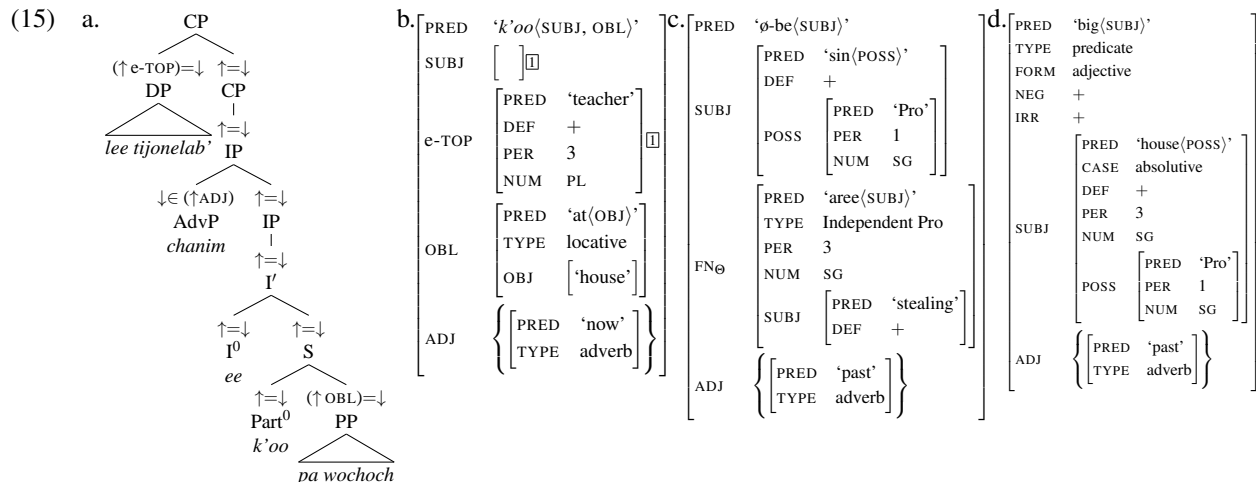 (15) a.
CP
(↑ e-TOP)=↓ ↑=↓
DP CP
lee tijonelab'
↑=↓
IP
↓∈ (↑ADJ) ↑=↓
AdvP IP
chanim
↑=↓
I′
↑=↓ ↑=↓
I⁰ S
ee
↑=↓ (↑ OBL)=↓
Part⁰ PP
k'oo
pa wochoch
b.
PRED ‘k'oo⟨SUBJ, OBL⟩’
SUBJ [ ] 1
e-TOP
PRED ‘teacher’
DEF +
PER 3
NUM PL
1
OBL
PRED ‘at⟨OBJ⟩’
TYPE locative
OBJ [‘house’]
ADJ
PRED ‘now’
TYPE adverb
c.
PRED ‘ø-be⟨SUBJ⟩’
SUBJ
PRED ‘sin⟨POSS⟩’
DEF +
POSS
PRED ‘Pro’
PER 1
NUM SG
FNΘ
PRED ‘aree⟨SUBJ⟩’
TYPE Independent Pro
PER 3
NUM SG
SUBJ
PRED ‘stealing’
DEF +
ADJ
PRED ‘past’
TYPE adverb
d.
PRED ‘big⟨SUBJ⟩’
TYPE predicate
FORM adjective
NEG +
IRR +
SUBJ
PRED ‘house⟨POSS⟩’
CASE absolutive
DEF +
PER 3
NUM SG
POSS
PRED ‘Pro’
PER 1
NUM SG
ADJ
PRED ‘past’
TYPE adverb